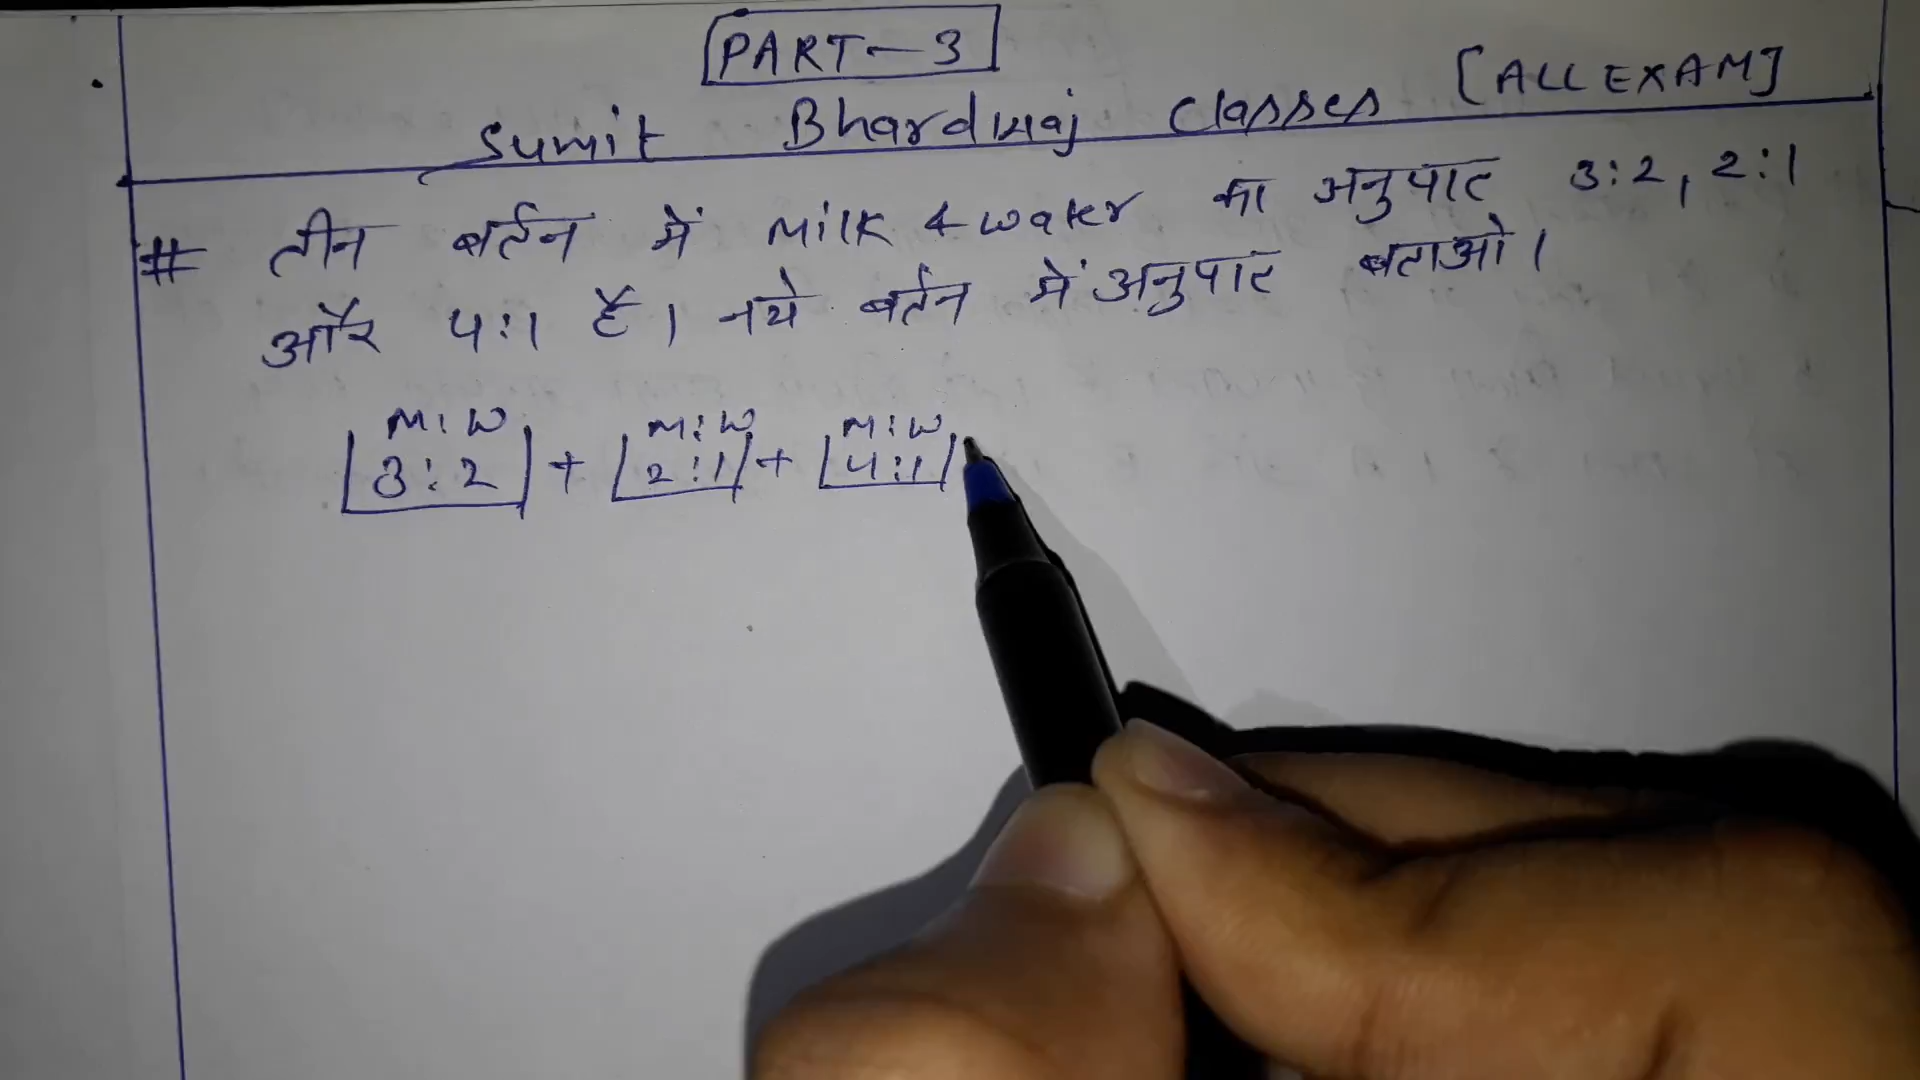 PART-3
Sumit Bhardwaj Classes [ALL EXAM]
# तीन बर्तन में Milk & water का अनुपात 3:2, 2:1
और 4:1 है। नये बर्तन में अनुपात बताओ।
M:W M:W M:W
3:2 + 2:1 + 4:1